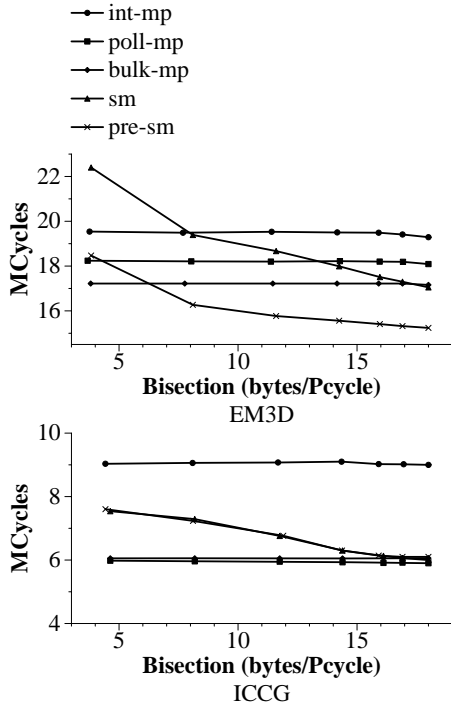 int-mp
poll-mp
bulk-mp
sm
pre-sm
22
20
18
16
MCycles
5 10 15
Bisection (bytes/Pcycle)
EM3D
10
8
6
4
MCycles
5 10 15
Bisection (bytes/Pcycle)
ICCG